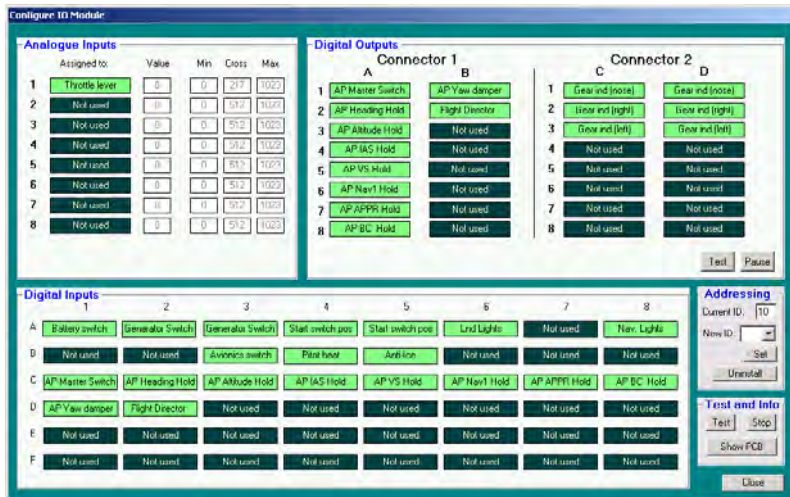 Configure IO Module
Analogue Inputs
Assigned to: Value Min Cross Max
1 Throttle lever 0 0 217 1023
2 Not used 0 0 512 1023
3 Not used 0 0 512 1023
4 Not used 0 0 512 1023
5 Not used 0 0 512 1023
6 Not used 0 0 512 1023
7 Not used 0 0 512 1023
8 Not used 0 0 512 1023
Digital Outputs
Connector 1 Connector 2
A B C D
1 AP Master Switch AP Yaw damper 1 Gear ind (nose) Gear ind (nose)
2 AP Heading Hold Flight Director 2 Gear ind (right) Gear ind (right)
3 AP Altitude Hold Not used 3 Gear ind (left) Gear ind (left)
4 AP IAS Hold Not used 4 Not used Not used
5 AP VS Hold Not used 5 Not used Not used
6 AP Nav1 Hold Not used 6 Not used Not used
7 AP APPR Hold Not used 7 Not used Not used
8 AP BC Hold Not used 8 Not used Not used
Test Pause
Digital Inputs
1 2 3 4 5 6 7 8
A Battery switch Generator Switch Generator Switch Start switch pos Start switch pos Lnd Lights Not used Nav. Lights
B Not used Not used Avionics switch Pitot heat Anti-Ice Not used Not used Not used
C AP Master Switch AP Heading Hold AP Altitude Hold AP IAS Hold AP VS Hold AP Nav1 Hold AP APPR Hold AP BC Hold
D AP Yaw damper Flight Director Not used Not used Not used Not used Not used Not used
E Not used Not used Not used Not used Not used Not used Not used Not used
F Not used Not used Not used Not used Not used Not used Not used Not used
Addressing
Current ID: 10
New ID:
Set
Uninstall
Test and Info
Test Stop
Show PCB
Close